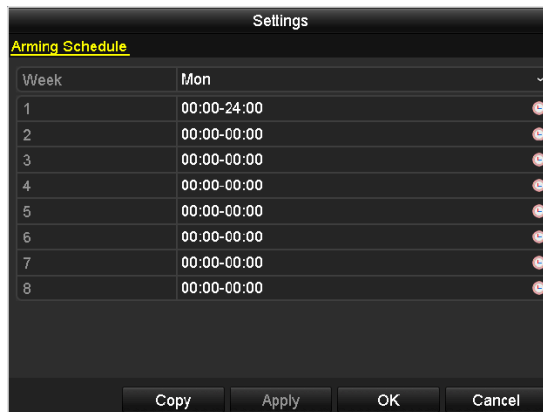 Settings
Arming Schedule
Week Mon
1 00:00-24:00
2 00:00-00:00
3 00:00-00:00
4 00:00-00:00
5 00:00-00:00
6 00:00-00:00
7 00:00-00:00
8 00:00-00:00
Copy Apply OK Cancel